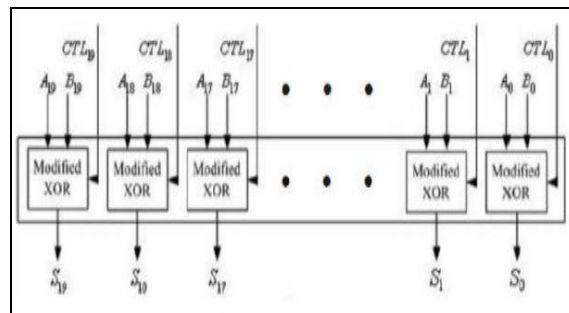 CTL19 CTL18 CTL17 CTL1 CTL0
A19 B19 A18 B18 A17 B17 A1 B1 A0 B0
Modified XOR Modified XOR Modified XOR Modified XOR Modified XOR
S19 S10 S17 S1 S0